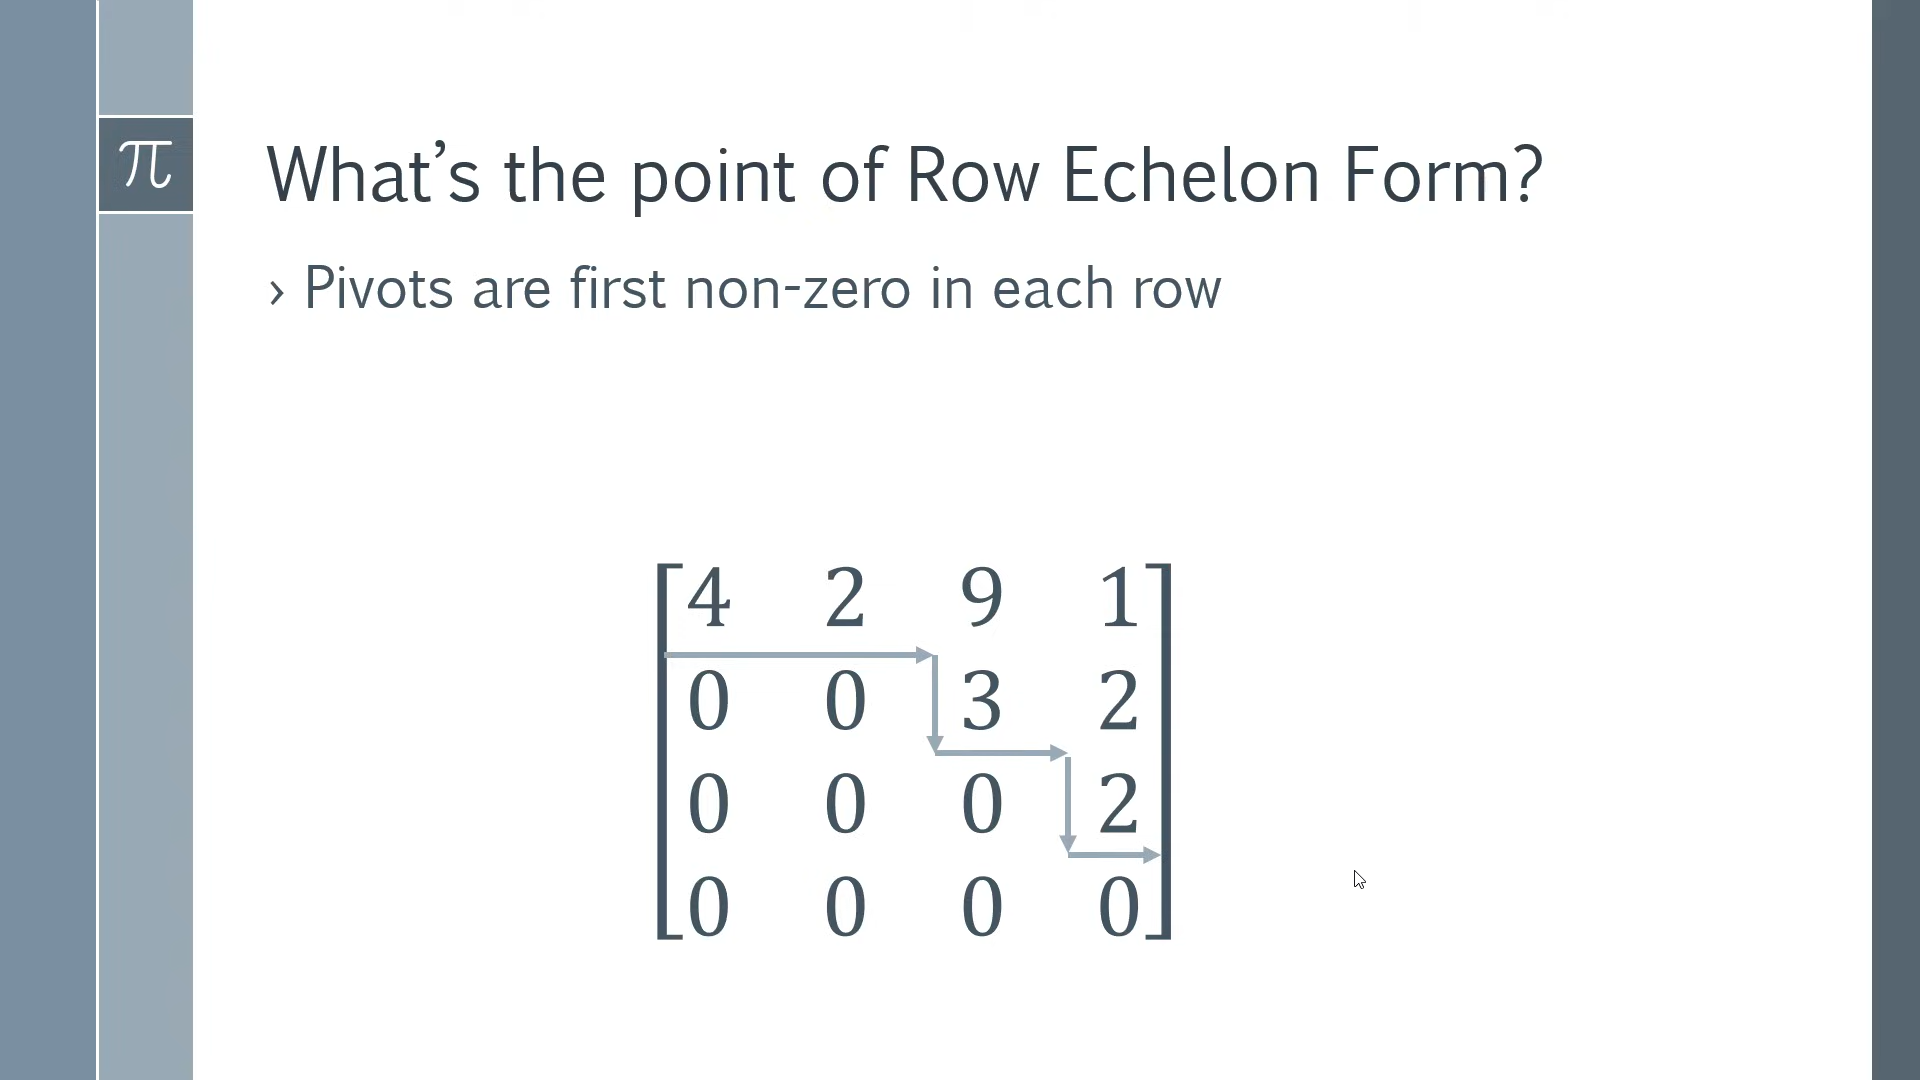 π
What’s the point of Row Echelon Form?
› Pivots are first non-zero in each row
4 2 9 1
0 0 3 2
0 0 0 2
0 0 0 0